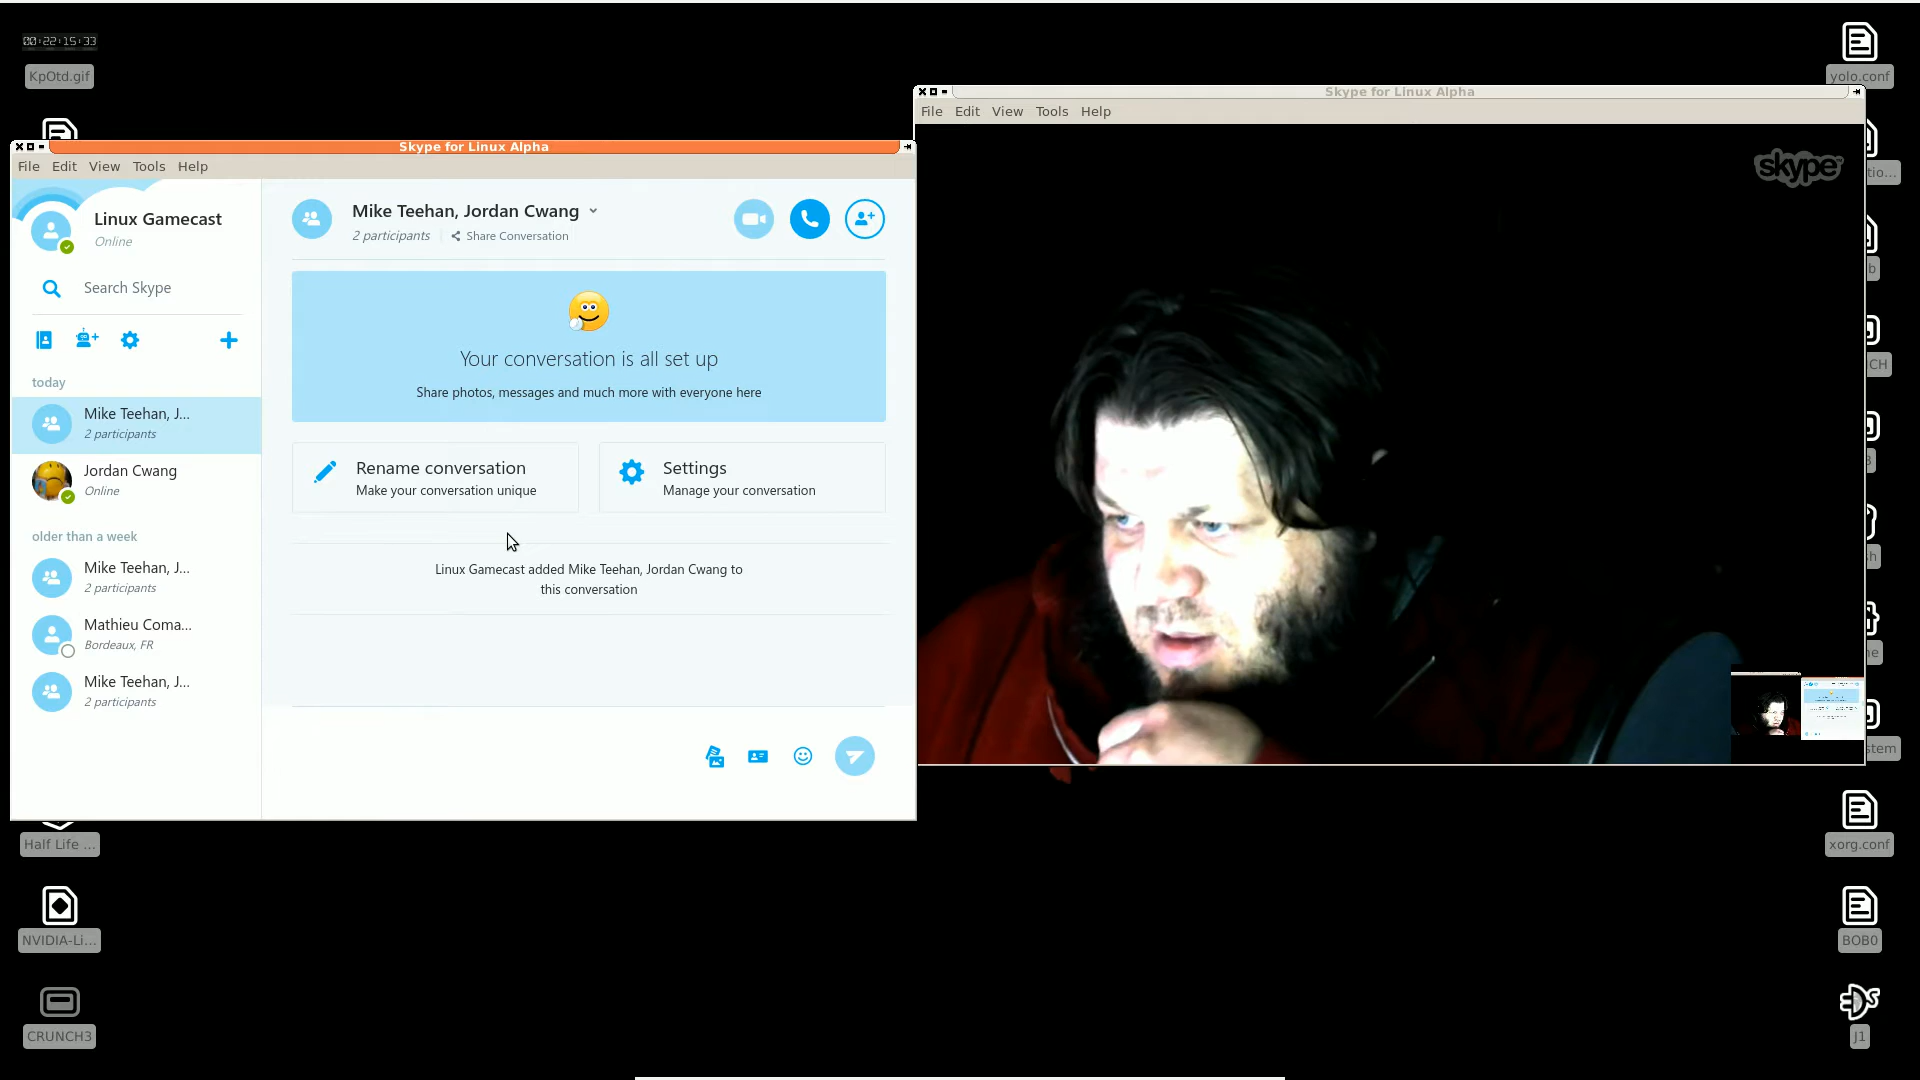 00:22:15:33
KpOtd.gif
yolo.conf
Skype for Linux Alpha
File Edit View Tools Help
skype
Skype for Linux Alpha
File Edit View Tools Help
Linux Gamecast
Online
Search Skype
today
Mike Teehan, J...
2 participants
Jordan Cwang
Online
older than a week
Mike Teehan, J...
2 participants
Mathieu Coma...
Bordeaux, FR
Mike Teehan, J...
2 participants
Mike Teehan, Jordan Cwang
2 participants
Share Conversation
Your conversation is all set up
Share photos, messages and much more with everyone here
Rename conversation
Make your conversation unique
Settings
Manage your conversation
Linux Gamecast added Mike Teehan, Jordan Cwang to
this conversation
tio...
b
CH
stem
Half Life ...
xorg.conf
NVIDIA-Li...
BOB0
CRUNCH3
J1